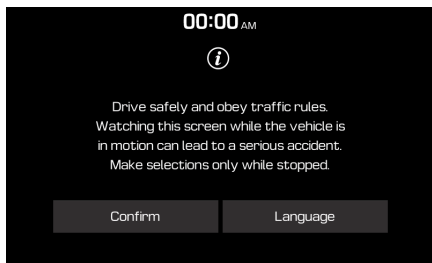 00:00 AM
i
Drive safely and obey traffic rules.
Watching this screen while the vehicle is
in motion can lead to a serious accident.
Make selections only while stopped.
Confirm Language